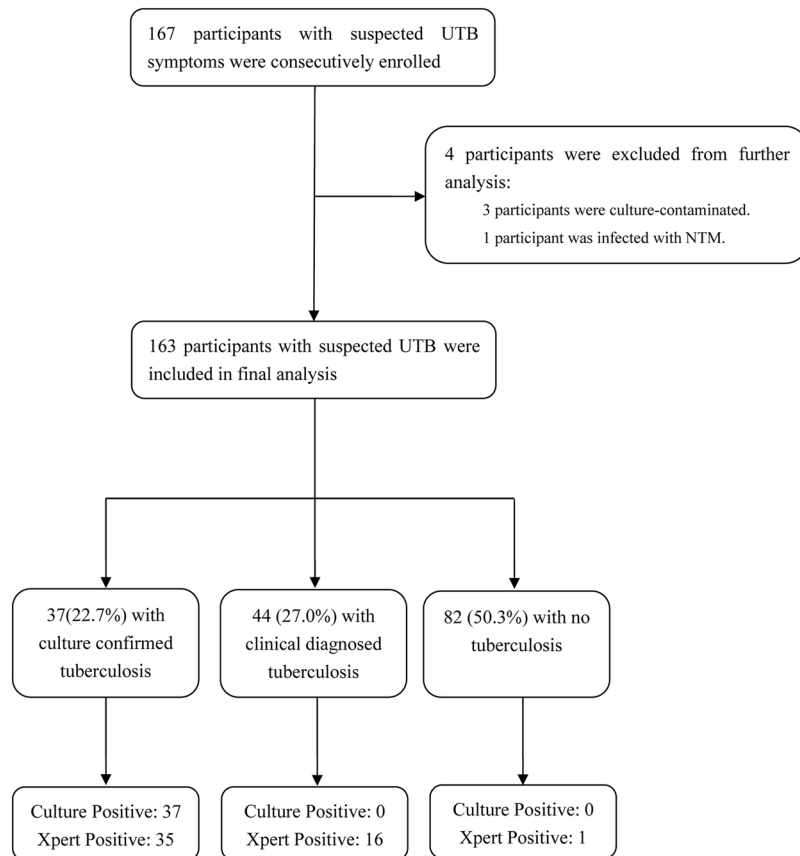 167 participants with suspected UTB
symptoms were consecutively enrolled
4 participants were excluded from further
analysis:
3 participants were culture-contaminated.
1 participant was infected with NTM.
163 participants with suspected UTB were
included in final analysis
37(22.7%) with
culture confirmed
tuberculosis
44 (27.0%) with
clinical diagnosed
tuberculosis
82 (50.3%) with no
tuberculosis
Culture Positive: 37
Xpert Positive: 35
Culture Positive: 0
Xpert Positive: 16
Culture Positive: 0
Xpert Positive: 1